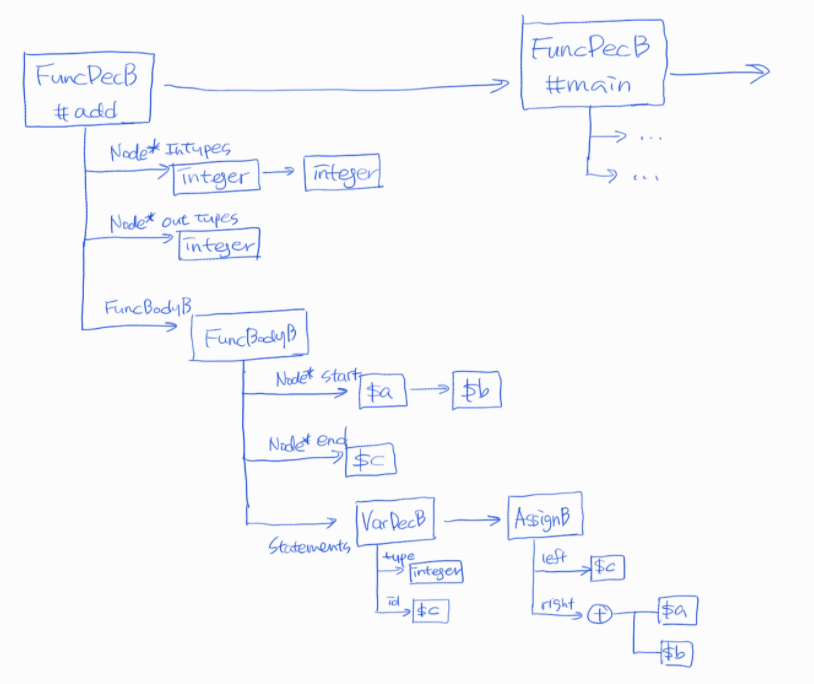 FuncDecB
#add
FuncDecB
#main
...
...
Node* Intypes
integer
integer
Node* out types
integer
FuncBodyB
FuncBodyB
Node* start
$a
$b
Node* end
$c
Statements
VarDecB
AssignB
type
integer
id
$c
left
$c
right
+
$a
$b